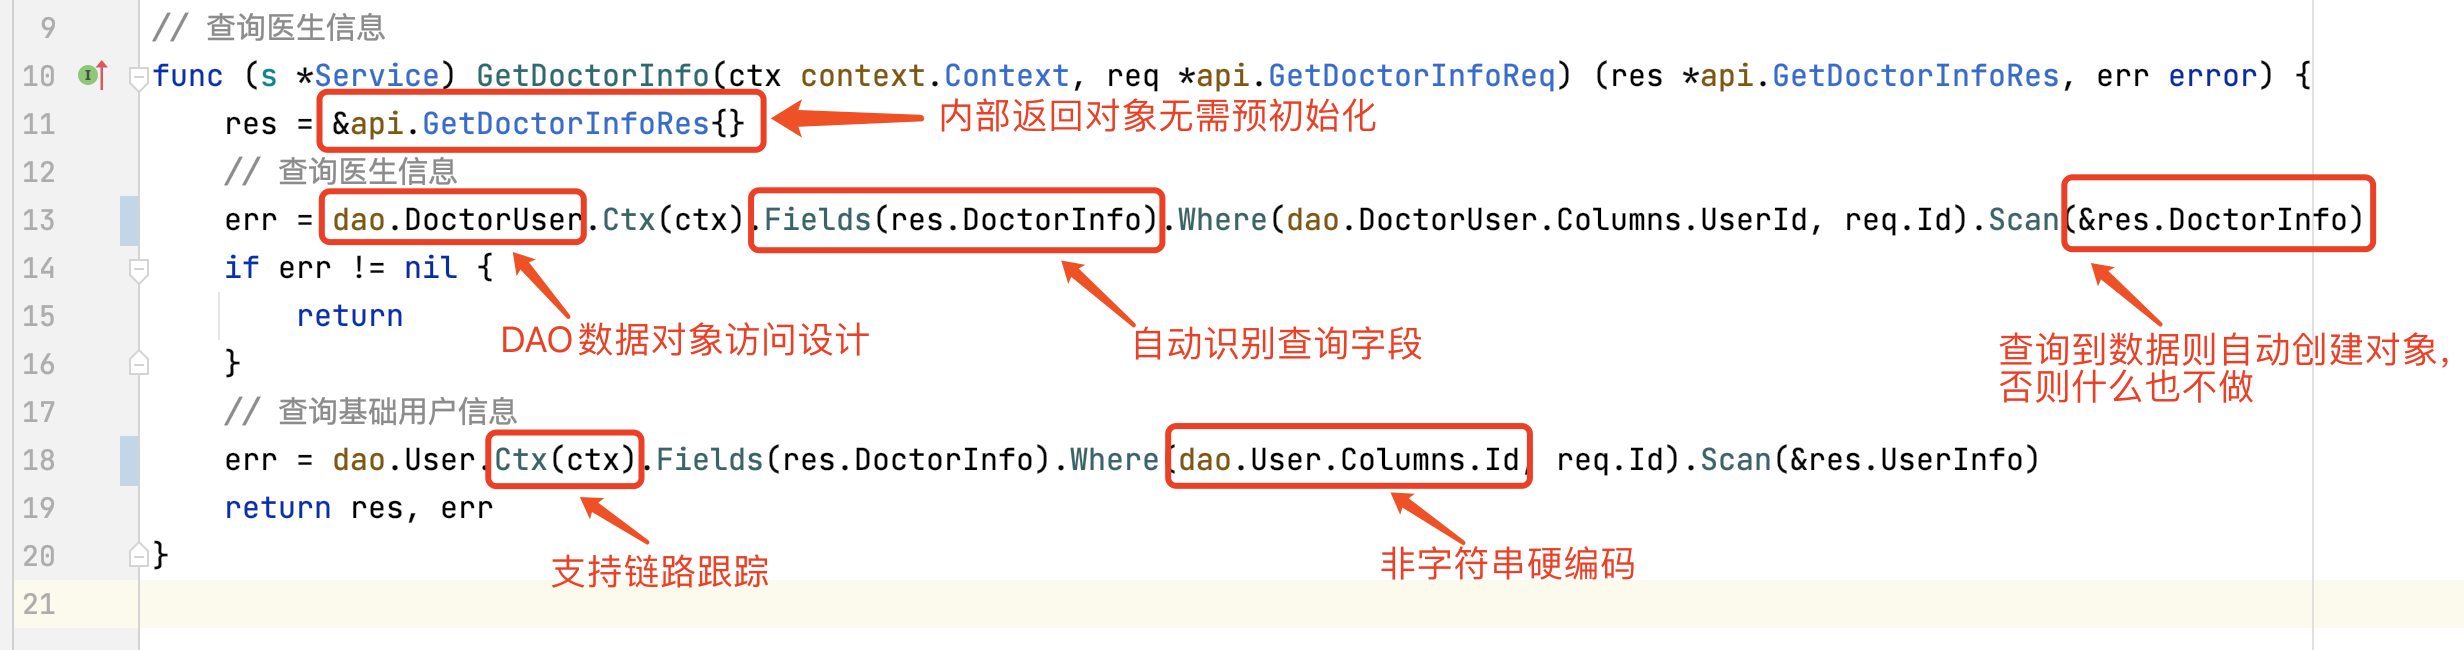 9 // 查询医生信息
10 func (s *Service) GetDoctorInfo(ctx context.Context, req *api.GetDoctorInfoReq) (res *api.GetDoctorInfoRes, err error) {
11 res = &api.GetDoctorInfoRes{}
内部返回对象无需预初始化
12 // 查询医生信息
13 err = dao.DoctorUser.Ctx(ctx).Fields(res.DoctorInfo).Where(dao.DoctorUser.Columns.UserId, req.Id).Scan(&res.DoctorInfo)
14 if err != nil {
15 return
DAO 数据对象访问设计
自动识别查询字段
查询到数据则自动创建对象，
否则什么也不做
16 }
17 // 查询基础用户信息
18 err = dao.User.Ctx(ctx).Fields(res.DoctorInfo).Where(dao.User.Columns.Id, req.Id).Scan(&res.UserInfo)
19 return res, err
20 }
支持链路跟踪
非字符串硬编码
21